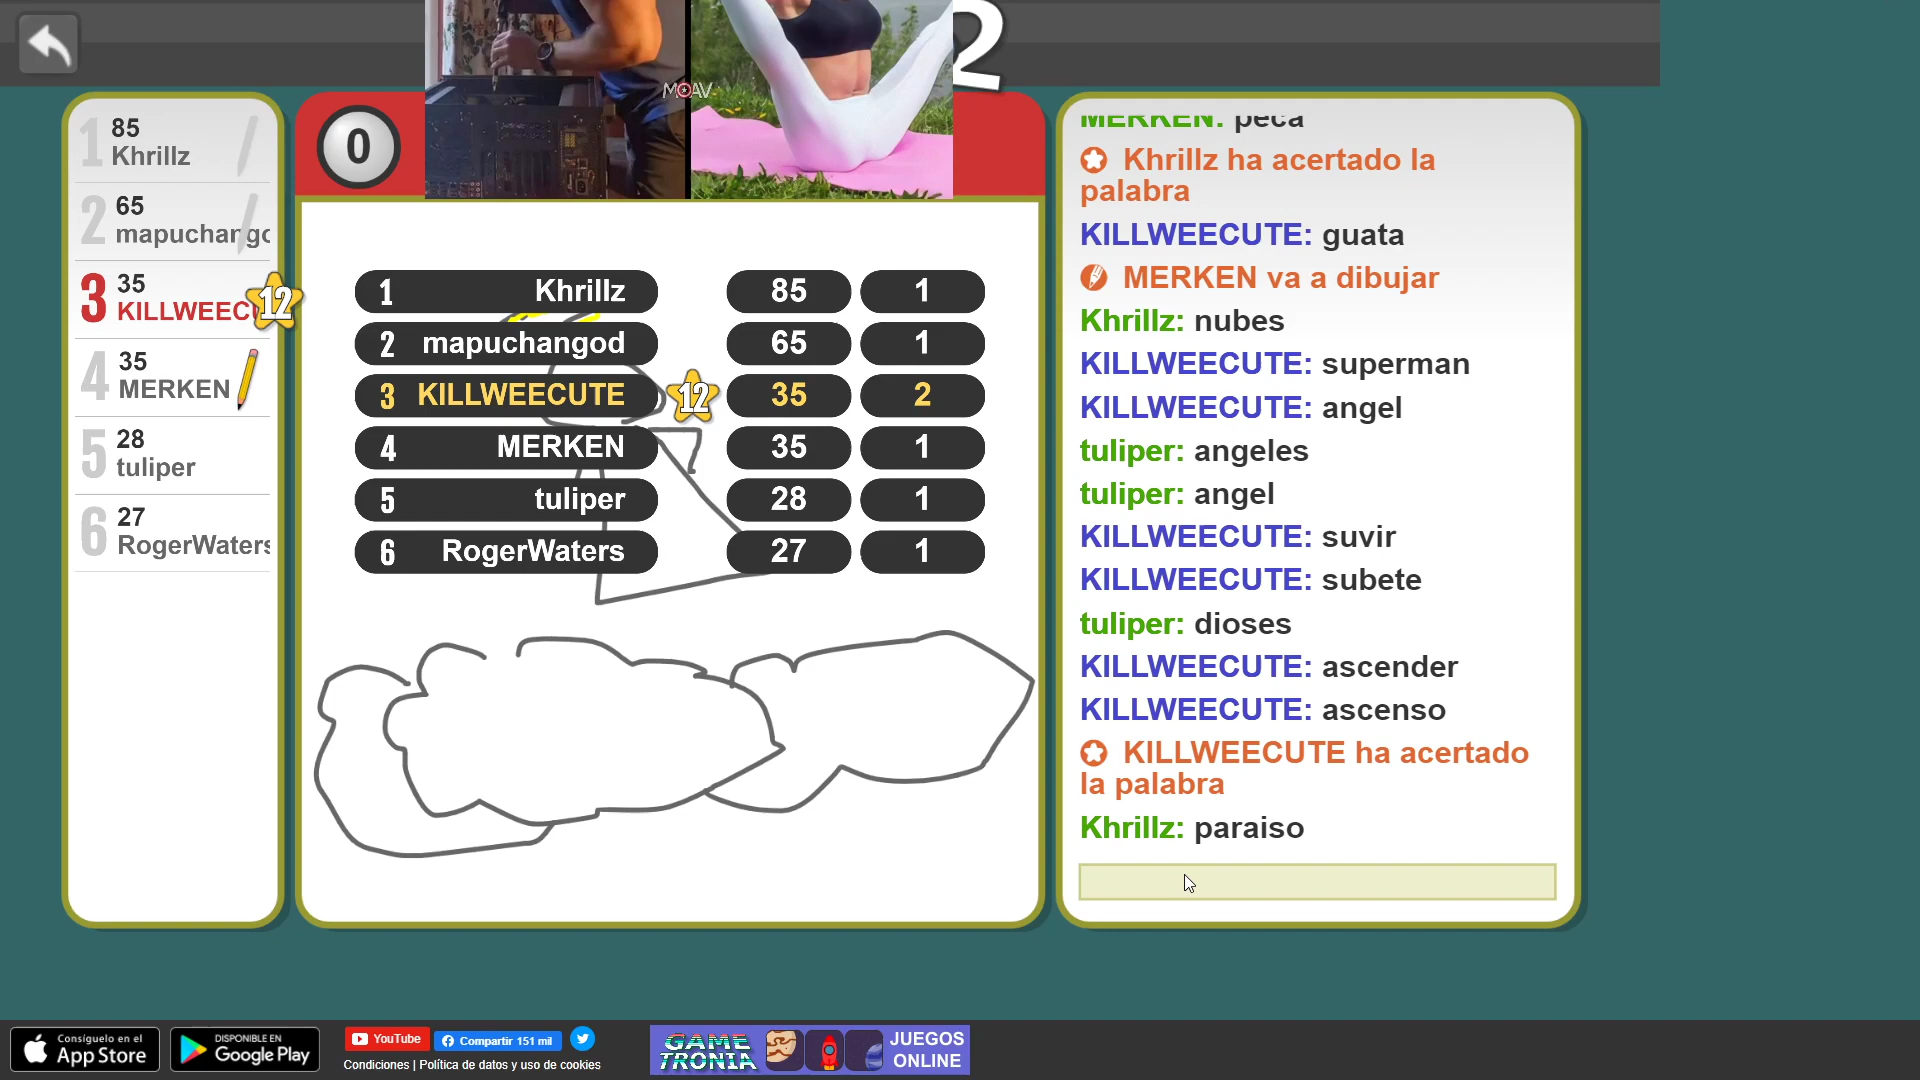 2
MOAV
0
1
85
Khrillz
2
65
mapuchango
3
35
KILLWEEC
12
4
35
MERKEN
5
28
tuliper
6
27
RogerWaters
1 Khrillz 85 1
2 mapuchangod 65 1
3 KILLWEECUTE 12 35 2
4 MERKEN 35 1
5 tuliper 28 1
6 RogerWaters 27 1
MERKEN: peca
Khrillz ha acertado la
palabra
KILLWEECUTE: guata
MERKEN va a dibujar
Khrillz: nubes
KILLWEECUTE: superman
KILLWEECUTE: angel
tuliper: angeles
tuliper: angel
KILLWEECUTE: suvir
KILLWEECUTE: subete
tuliper: dioses
KILLWEECUTE: ascender
KILLWEECUTE: ascenso
KILLWEECUTE ha acertado
la palabra
Khrillz: paraiso
Consíguelo en el
App Store
DISPONIBLE EN
Google Play
YouTube
Compartir 151 mil
Condiciones | Política de datos y uso de cookies
GAME
TRONIA
JUEGOS
ONLINE